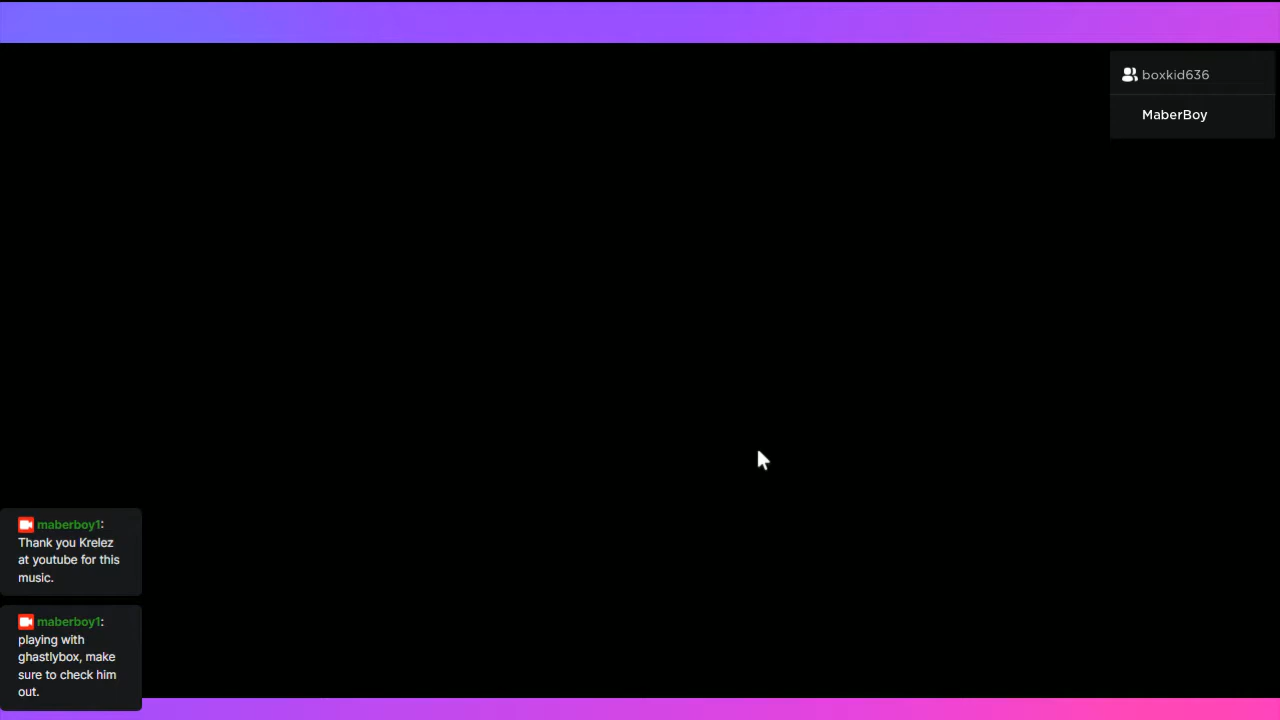 boxkid636
MaberBoy
maberboy1:
Thank you Krelez
at youtube for this
music.
maberboy1:
playing with
ghastlybox, make
sure to check him
out.